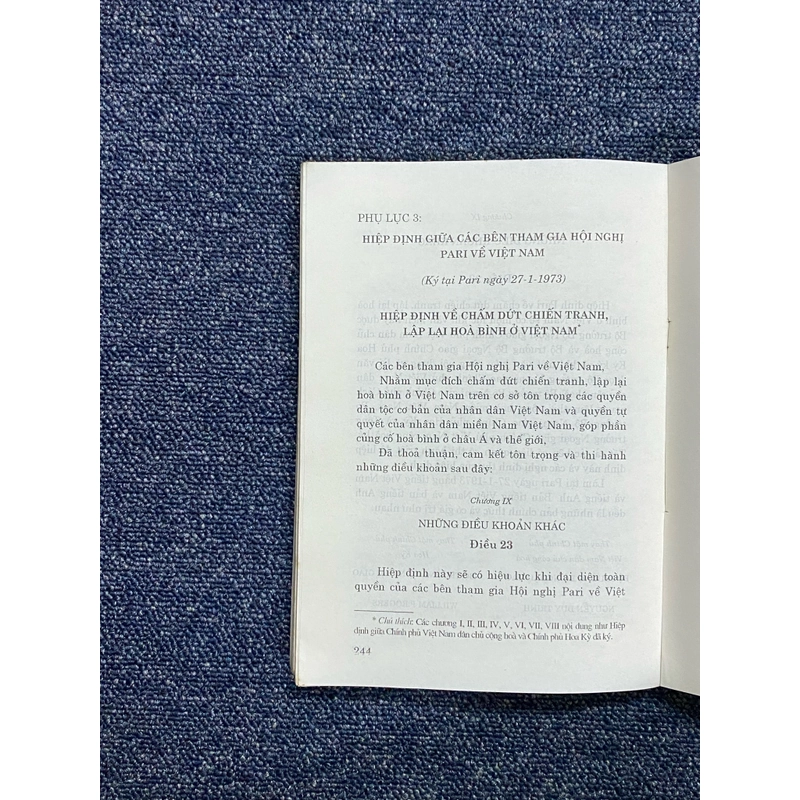 PHỤ LỤC 3:
HIỆP ĐỊNH GIỮA CÁC BÊN THAM GIA HỘI NGHỊ
PARI VỀ VIỆT NAM
(Ký tại Pari ngày 27-1-1973)
HIỆP ĐỊNH VỀ CHẤM DỨT CHIẾN TRANH,
LẬP LẠI HOÀ BÌNH Ở VIỆT NAM*
Các bên tham gia Hội nghị Pari về Việt Nam,
Nhằm mục đích chấm dứt chiến tranh, lập lại
hoà bình ở Việt Nam trên cơ sở tôn trọng các quyền
dân tộc cơ bản của nhân dân Việt Nam và quyền tự
quyết của nhân dân miền Nam Việt Nam, góp phần
củng cố hoà bình ở châu Á và thế giới,
Đã thoả thuận, cam kết tôn trọng và thi hành
những điều khoản sau đây:
Chương IX
NHỮNG ĐIỀU KHOẢN KHÁC
Điều 23
Hiệp định này sẽ có hiệu lực khi đại diện toàn
quyền của các bên tham gia Hội nghị Pari về Việt
* Chú thích: Các chương I, II, III, IV, V, VI, VII, VIII nội dung như Hiệp
định giữa Chính phủ Việt Nam dân chủ cộng hoà và Chính phủ Hoa Kỳ đã ký.
244